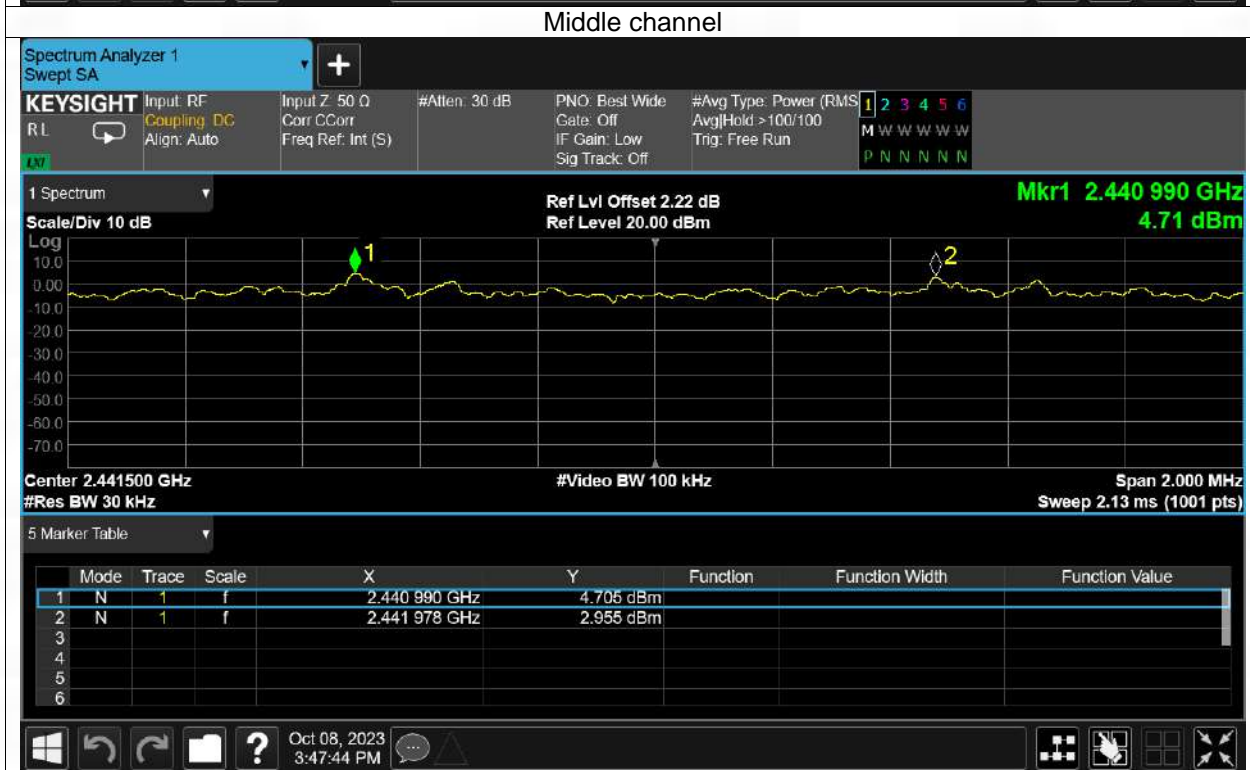 Middle channel
Spectrum Analyzer 1
Swept SA
+
KEYSIGHT Input: RF Input Z: 50 Ω #Atten: 30 dB PNO: Best Wide #Avg Type: Power (RMS 1 2 3 4 5 6
RL Coupling: DC Corr CCorr Gate: Off Avg|Hold >100/100 M W W W W W
Align: Auto Freq Ref: Int (S) IF Gain: Low Trig: Free Run
LXI Sig Track: Off P N N N N N
1 Spectrum Ref Lvl Offset 2.22 dB Mkr1 2.440 990 GHz
Scale/Div 10 dB Ref Level 20.00 dBm 4.71 dBm
Log
1
2
10.0
0.00
-10.0
-20.0
-30.0
-40.0
-50.0
-60.0
-70.0
Center 2.441500 GHz #Video BW 100 kHz Span 2.000 MHz
#Res BW 30 kHz Sweep 2.13 ms (1001 pts)
5 Marker Table
Mode Trace Scale X Y Function Function Width Function Value
1 N 1 f 2.440 990 GHz 4.705 dBm
2 N 1 f 2.441 978 GHz 2.955 dBm
3
4
5
6
? Oct 08, 2023
3:47:44 PM